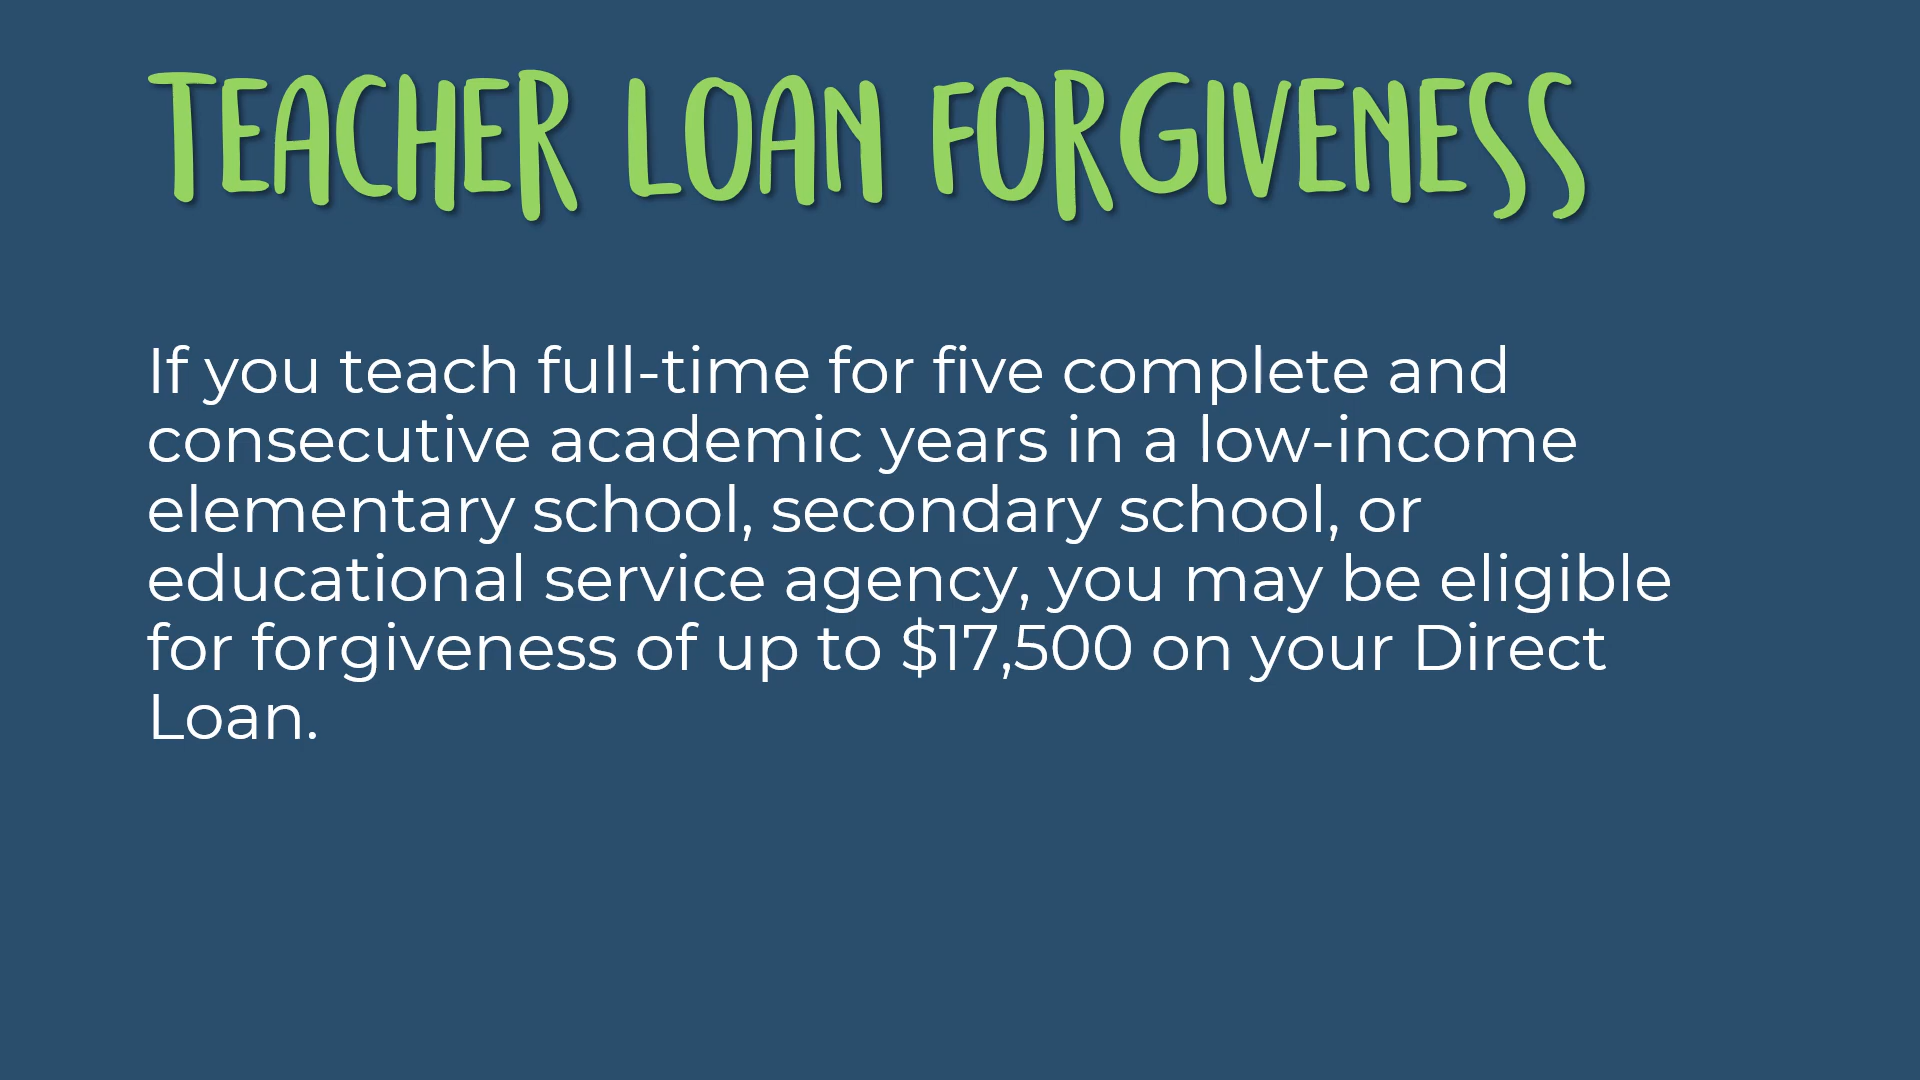 TEACHER LOAN FORGIVENESS
If you teach full-time for five complete and
consecutive academic years in a low-income
elementary school, secondary school, or
educational service agency, you may be eligible
for forgiveness of up to $17,500 on your Direct
Loan.